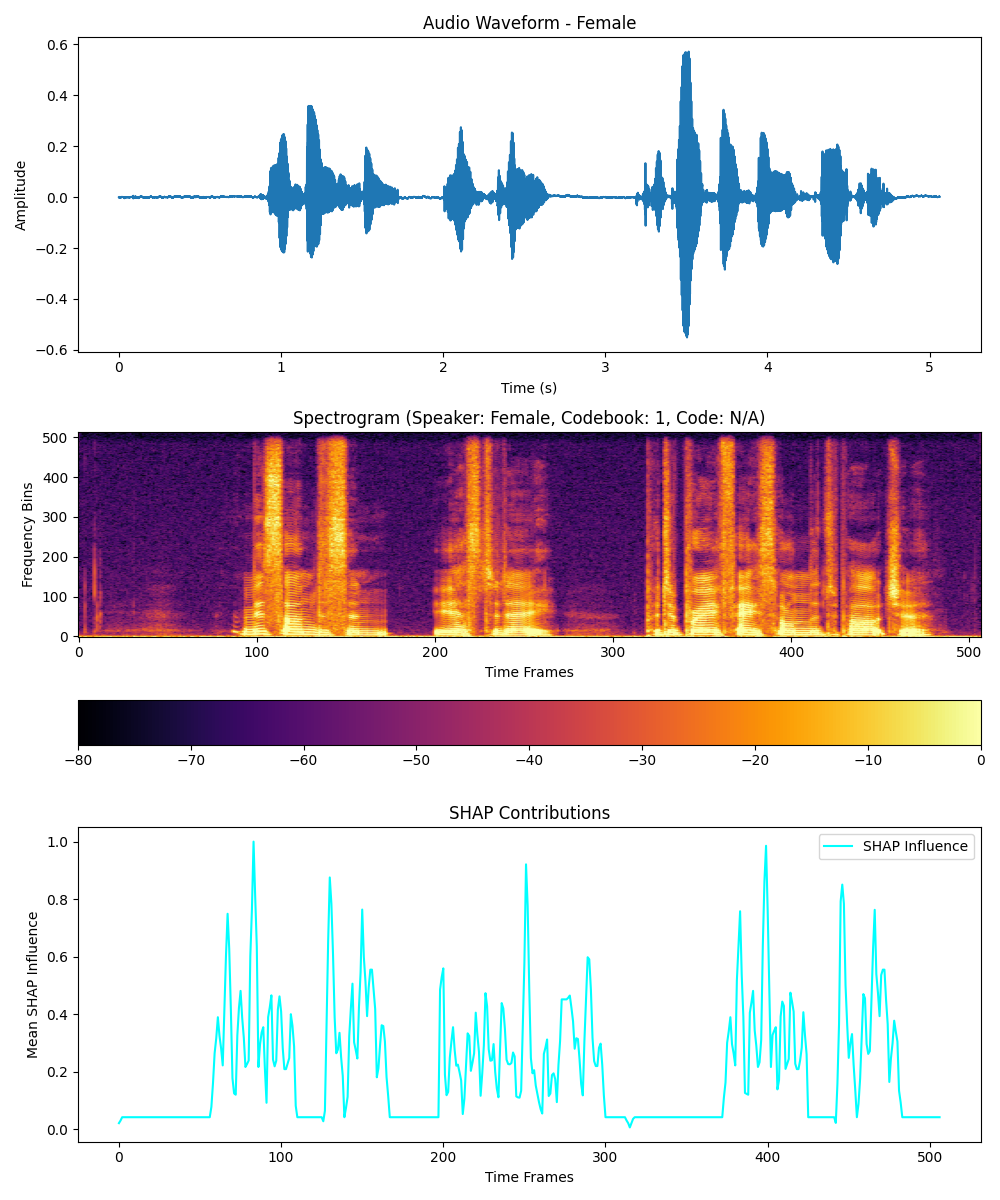 Audio Waveform - Female
0.6
0.4
0.2
0.0
−0.2
−0.4
−0.6
Amplitude
0 1 2 3 4 5
Time (s)
Spectrogram (Speaker: Female, Codebook: 1, Code: N/A)
500
400
300
200
100
0
Frequency Bins
0 100 200 300 400 500
Time Frames
−80 −70 −60 −50 −40 −30 −20 −10 0
SHAP Contributions
SHAP Influence
1.0
0.8
0.6
0.4
0.2
0.0
Mean SHAP Influence
0 100 200 300 400 500
Time Frames